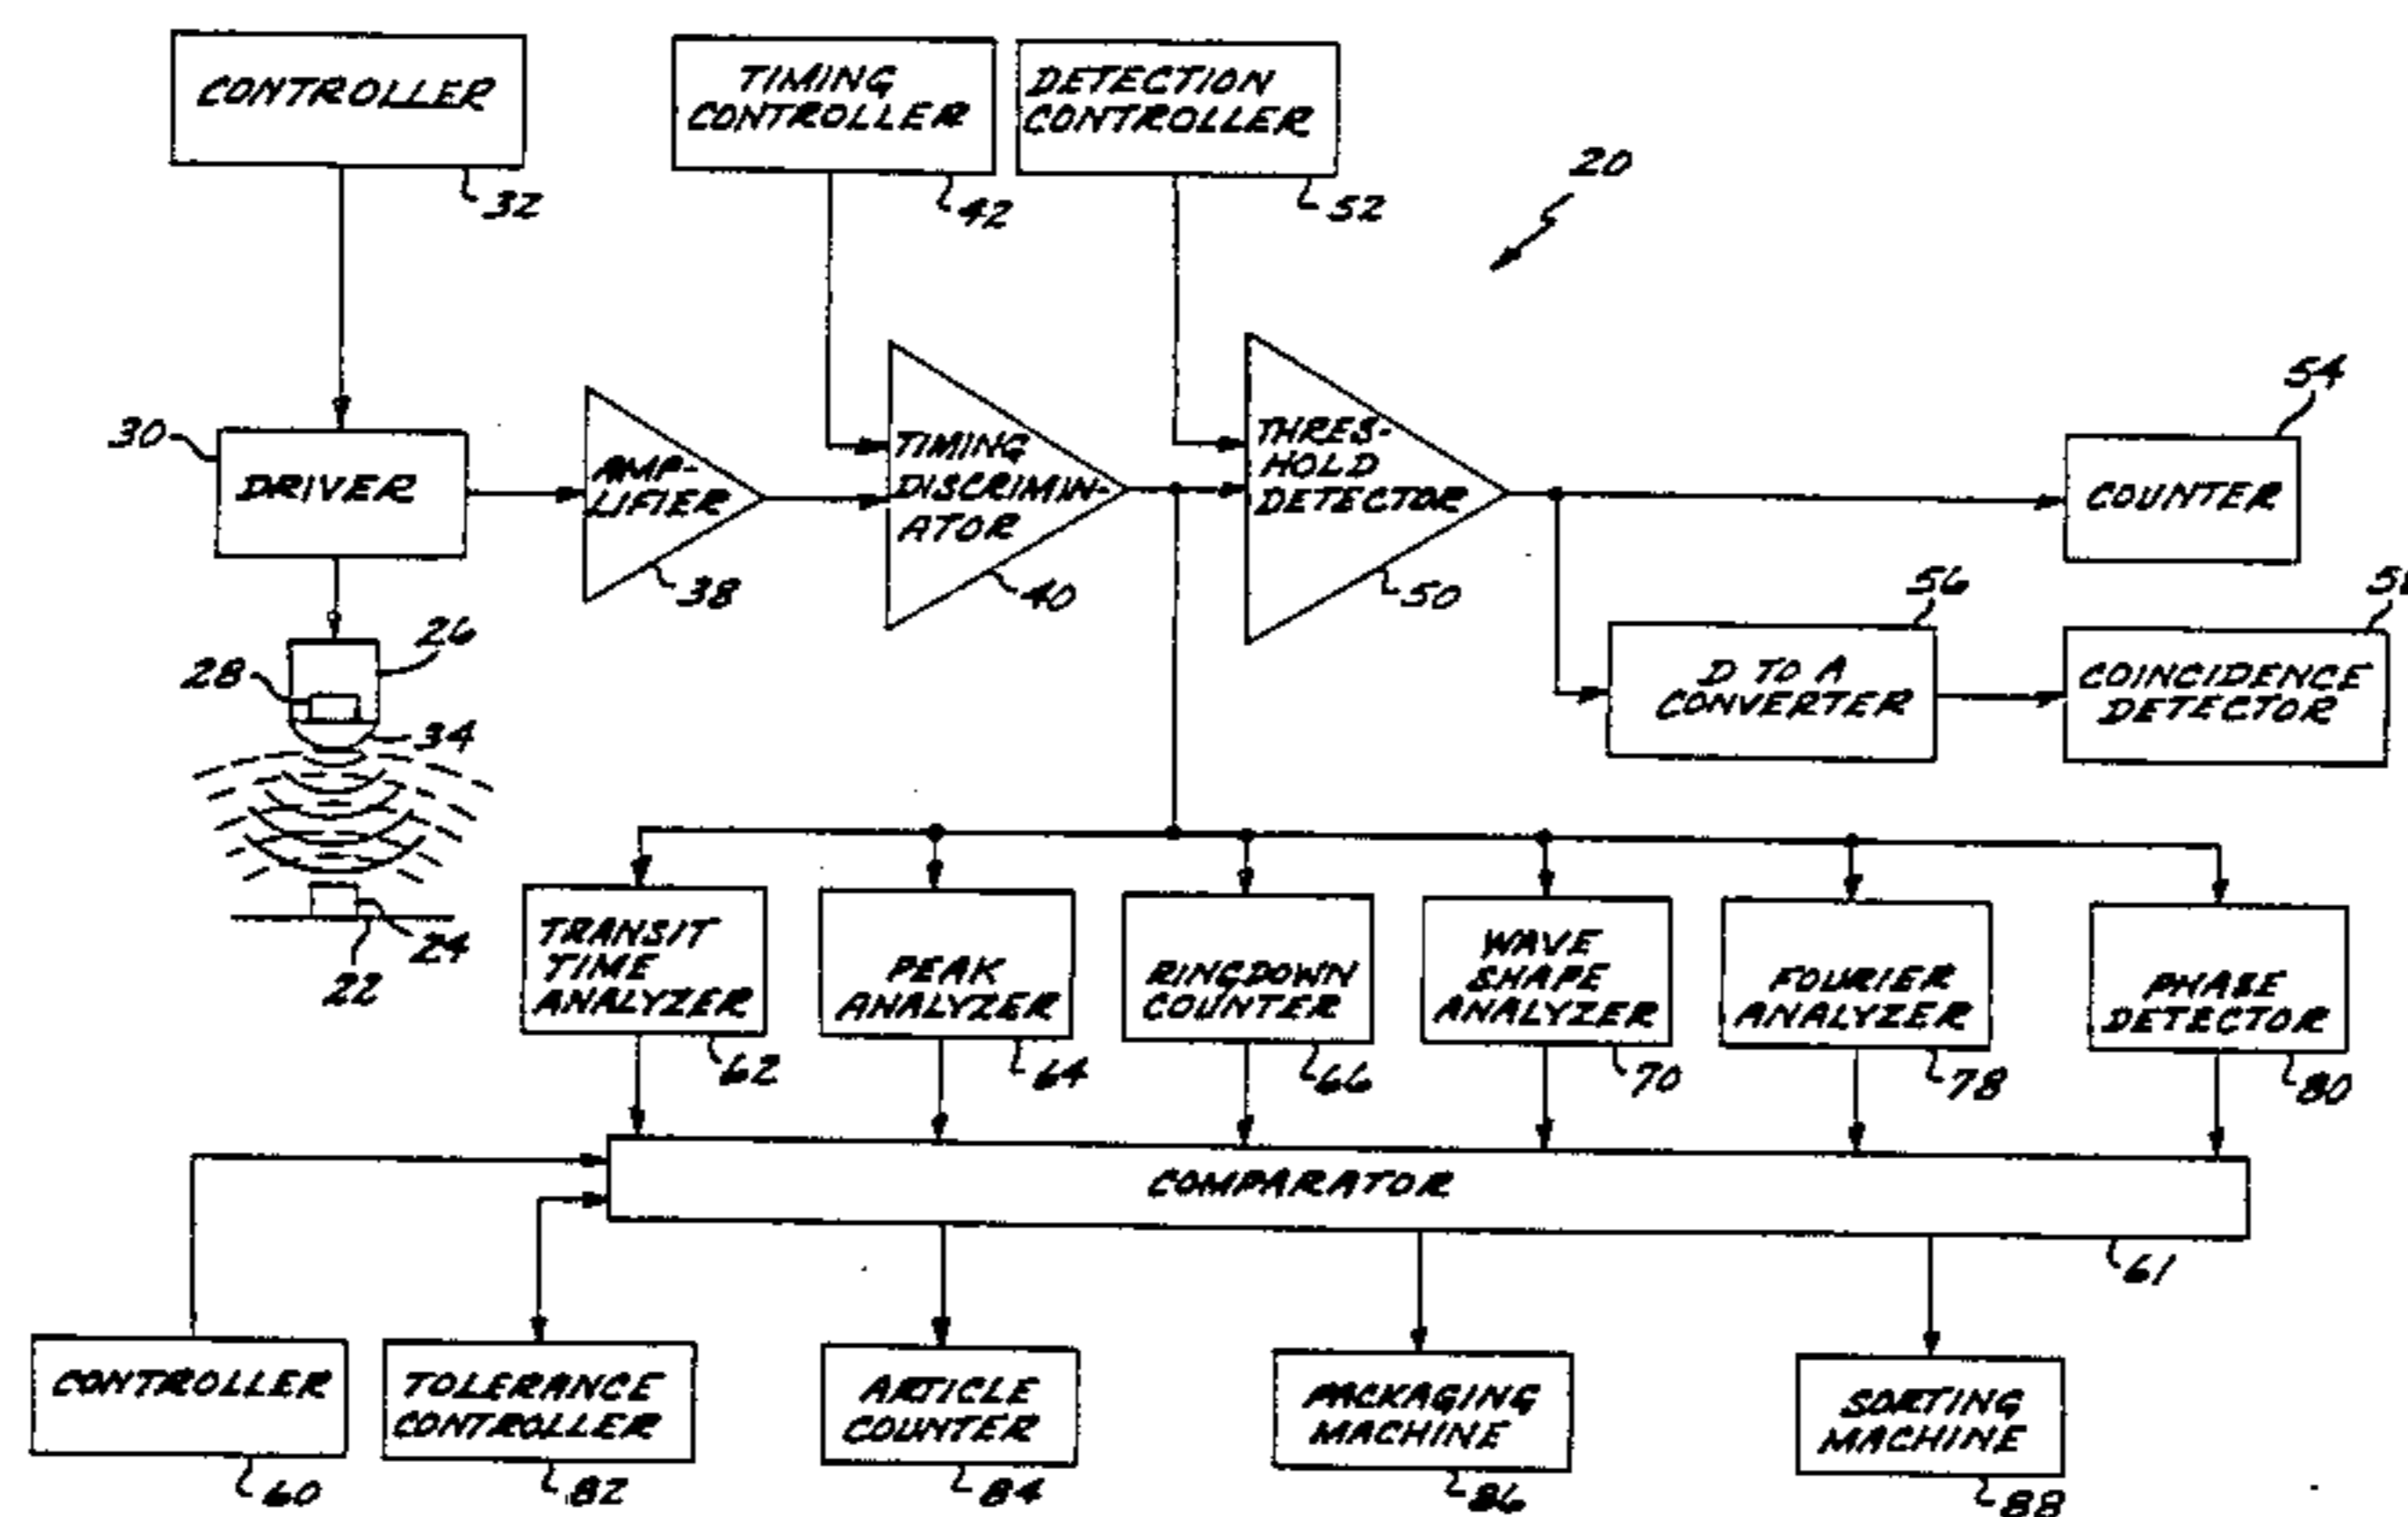 CONTROLLER
32
TIMING
CONTROLLER
42
DETECTION
CONTROLLER
52
20
30
DRIVER
AMP-
LIFIER
38
TIMING
DISCRIMIN-
ATOR
40
THRES-
HOLD
DETECTOR
50
54
COUNTER
56
D TO A
CONVERTER
COINCIDENCE
DETECTOR
26
28
34
24
22
TRANSIT
TIME
ANALYZER
62
PEAK
ANALYZER
64
RINGDOWN
COUNTER
66
WAVE
SHAPE
ANALYZER
70
FOURIER
ANALYZER
78
PHASE
DETECTOR
80
COMPARATOR
61
CONTROLLER
60
TOLERANCE
CONTROLLER
82
ARTICLE
COUNTER
84
PACKAGING
MACHINE
86
SORTING
MACHINE
88